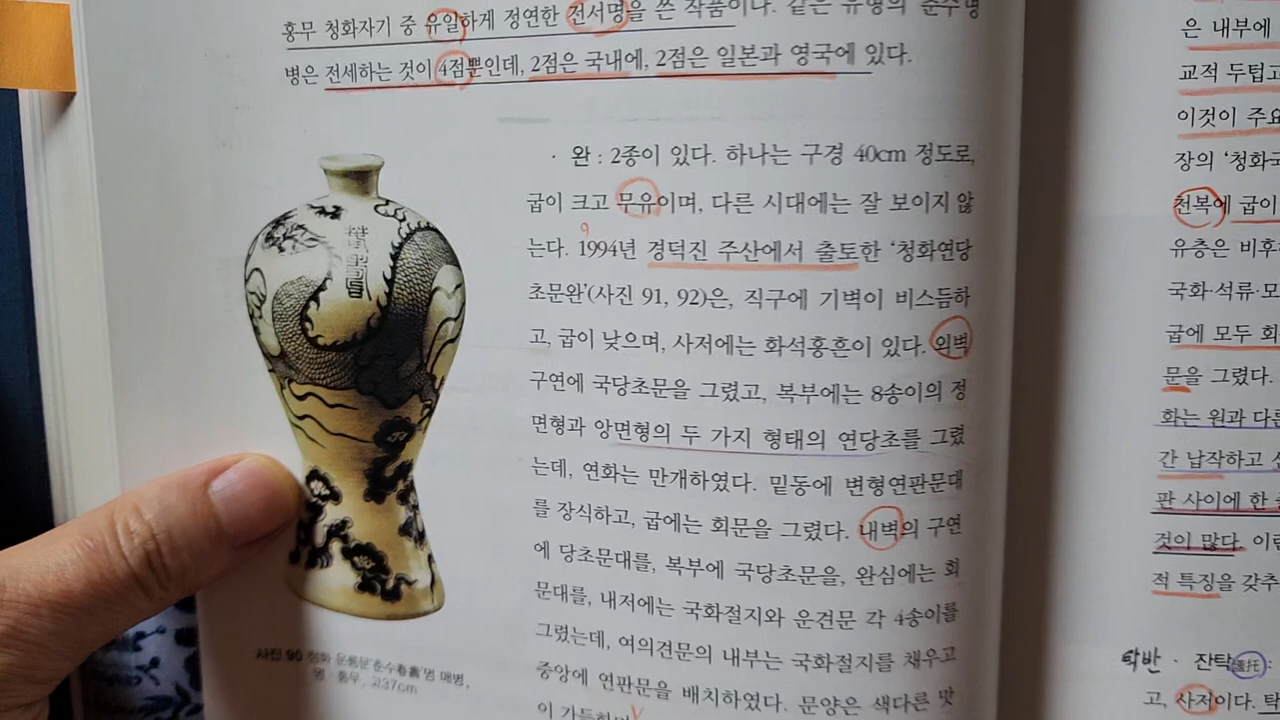 홍무 청화자기 중 유일하게 정연한 전서명을 쓴 작품이다. 같은 유형의 춘수명
병은 전세하는 것이 4점뿐인데, 2점은 국내에, 2점은 일본과 영국에 있다.
· 완 : 2종이 있다. 하나는 구경 40cm 정도로,
굽이 크고 무유이며, 다른 시대에는 잘 보이지 않
는다. 1994년 경덕진 주산에서 출토한 ‘청화연당
초문완’(사진 91, 92)은, 직구에 기벽이 비스듬하
고, 굽이 낮으며, 사저에는 화석홍흔이 있다. 외벽
구연에 국당초문을 그렸고, 복부에는 8송이의 정
면형과 앙면형의 두 가지 형태의 연당초를 그렸
는데, 연화는 만개하였다. 밑동에 변형연판문대
를 장식하고, 굽에는 회문을 그렸다. 내벽의 구연
에 당초문대를, 복부에 국당초문을, 완심에는 회
문대를, 내저에는 국화절지와 운견문 각 4송이를
그렸는데, 여의견문의 내부는 국화절지를 채우고
중앙에 연판문을 배치하였다. 문양은 색다른 맛
이 가득하며
사진 90 청화 운룡문‘춘수春壽’명 매병,
명·홍무, 고37cm
은 내부에
교적 두텁고
이것이 주요
장의 ‘청화국
천복에 굽이
유층은 비후
국화·석류·모
굽에 모두 회
문을 그렸다.
화는 원과 다른
간 납작하고
판 사이에 한
것이 많다. 이런
적 특징을 갖추
탁반 · 잔탁盞托 :
고, 사저이다. 탁